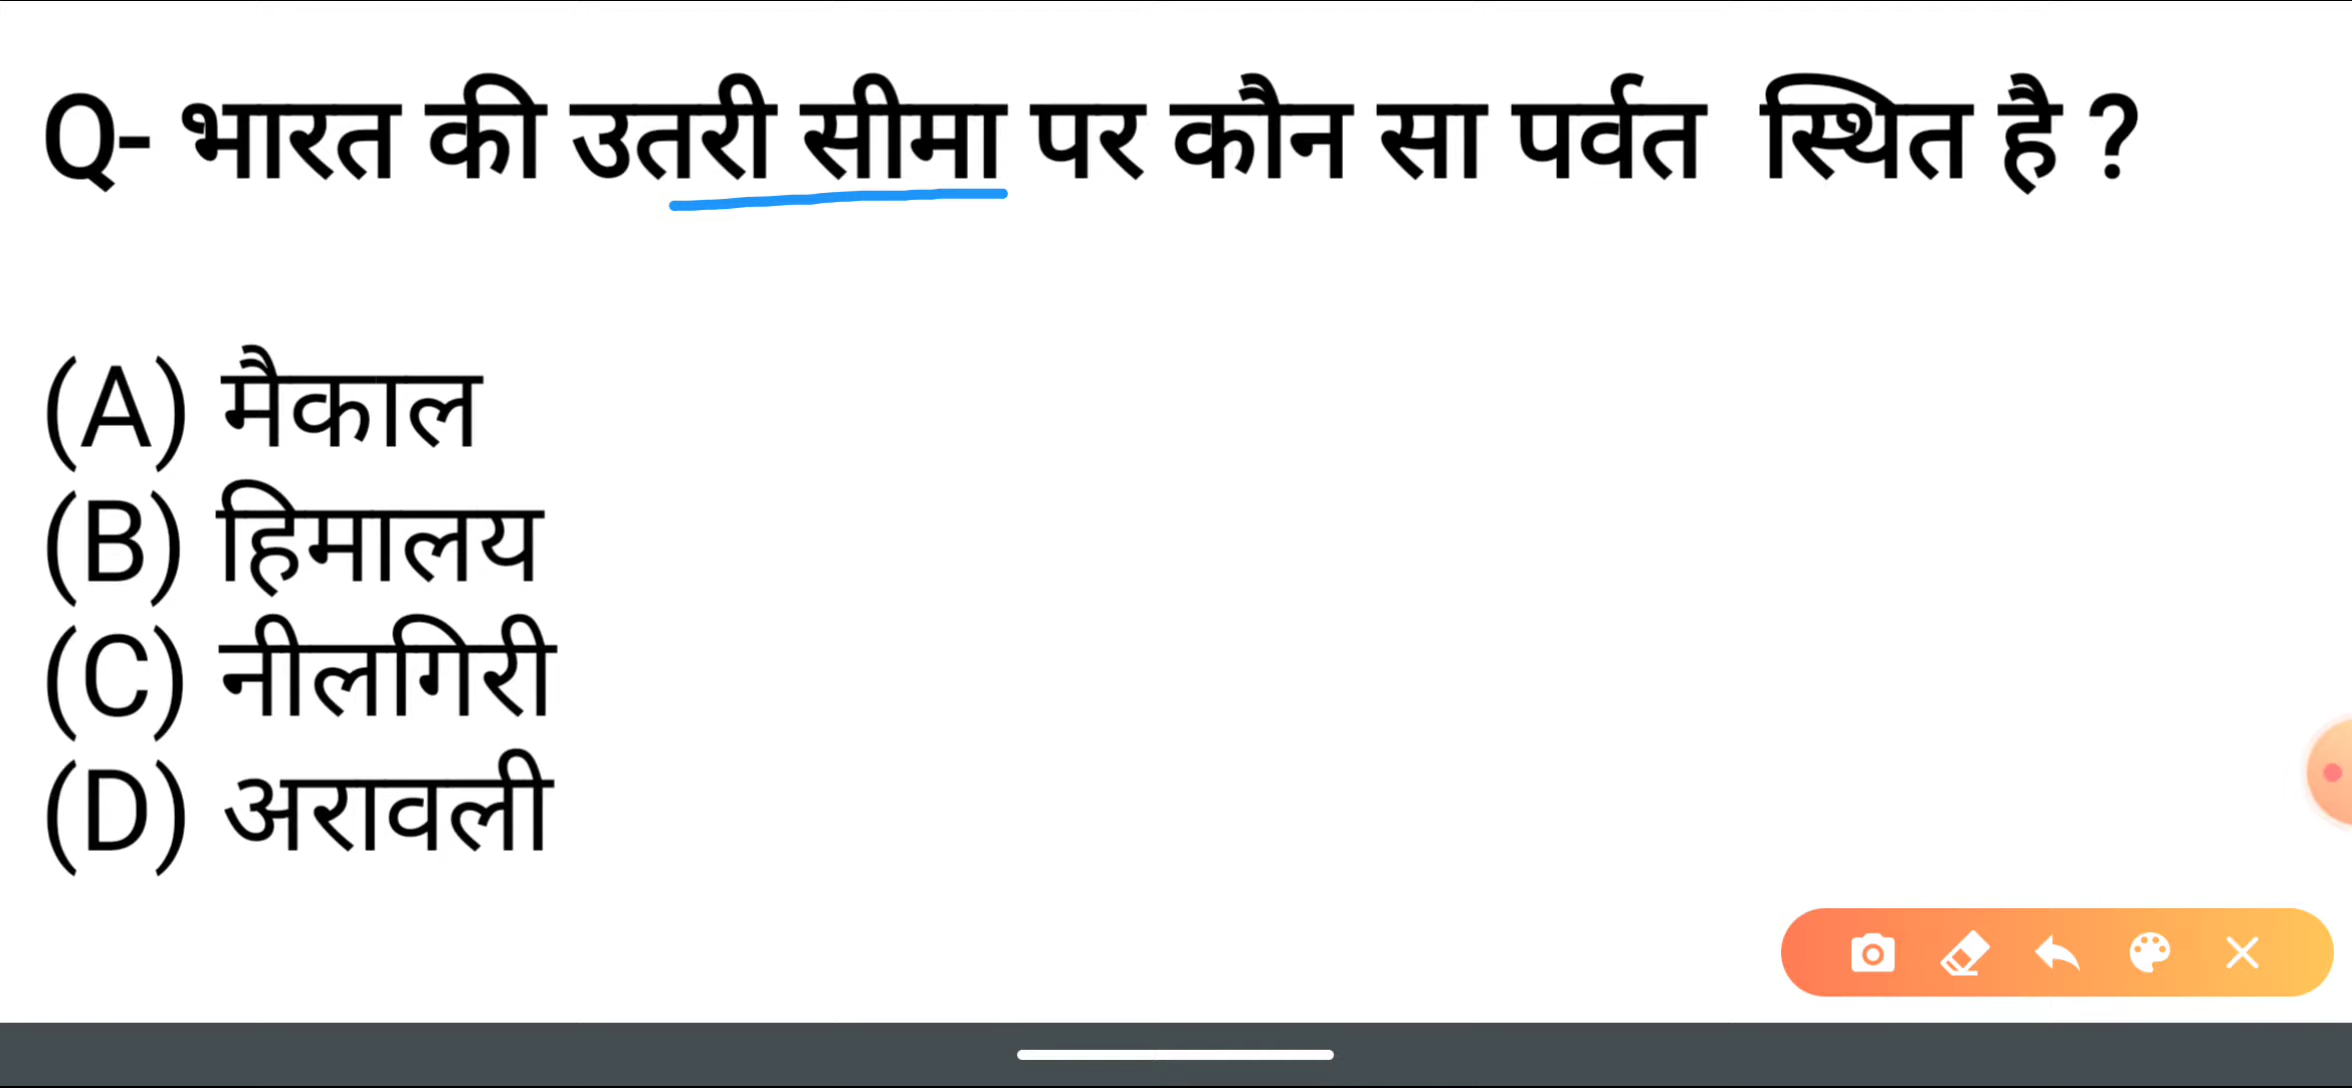 Q- भारत की उतरी सीमा पर कौन सा पर्वत स्थित है ?
(A) मैकाल
(B) हिमालय
(C) नीलगिरी
(D) अरावली